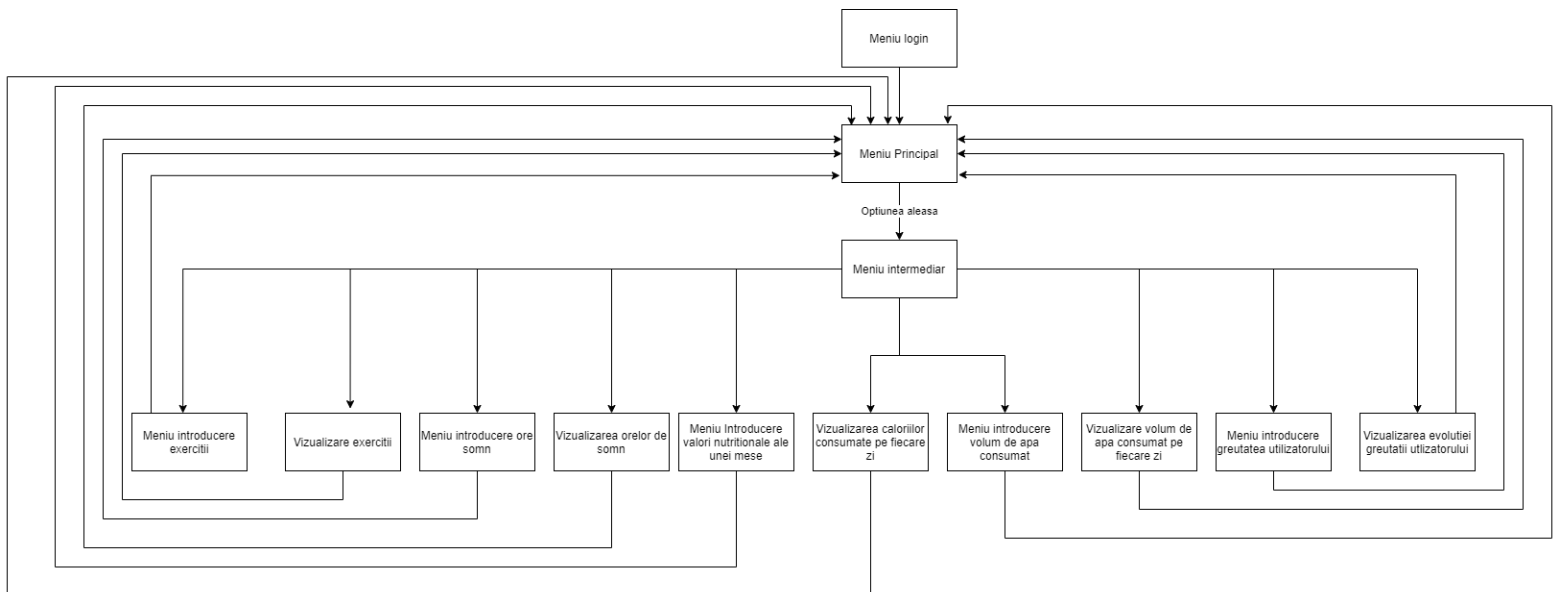 Meniu login
Meniu Principal
Optiunea aleasa
Meniu intermediar
Meniu introducere
exercitii
Vizualizare exercitii
Meniu introducere ore
somn
Vizualizarea orelor de
somn
Meniu Introducere
valori nutritionale ale
unei mese
Vizualizarea caloriilor
consumate pe fiecare
zi
Meniu introducere
volum de apa
consumat
Vizualizare volum de
apa consumat pe
fiecare zi
Meniu introducere
greutatea utilizatorului
Vizualizarea evolutiei
greutatii utlizatorului